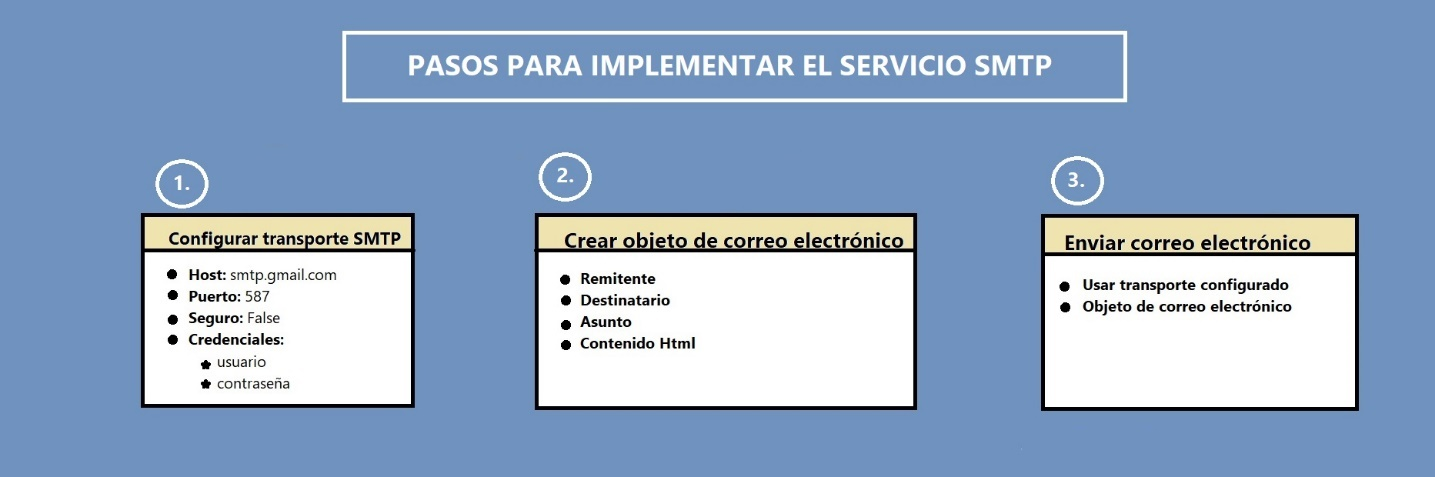 PASOS PARA IMPLEMENTAR EL SERVICIO SMTP
1.
Configurar transporte SMTP
Host: smtp.gmail.com
Puerto: 587
Seguro: False
Credenciales:
usuario
contraseña
2.
Crear objeto de correo electrónico
Remitente
Destinatario
Asunto
Contenido Html
3.
Enviar correo electrónico
Usar transporte configurado
Objeto de correo electrónico